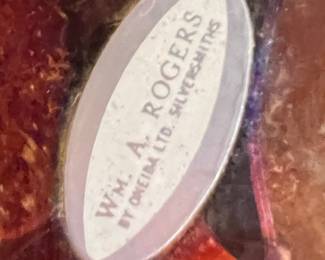 WM. A. ROGERS
BY ONEIDA LTD. SILVERSMITHS